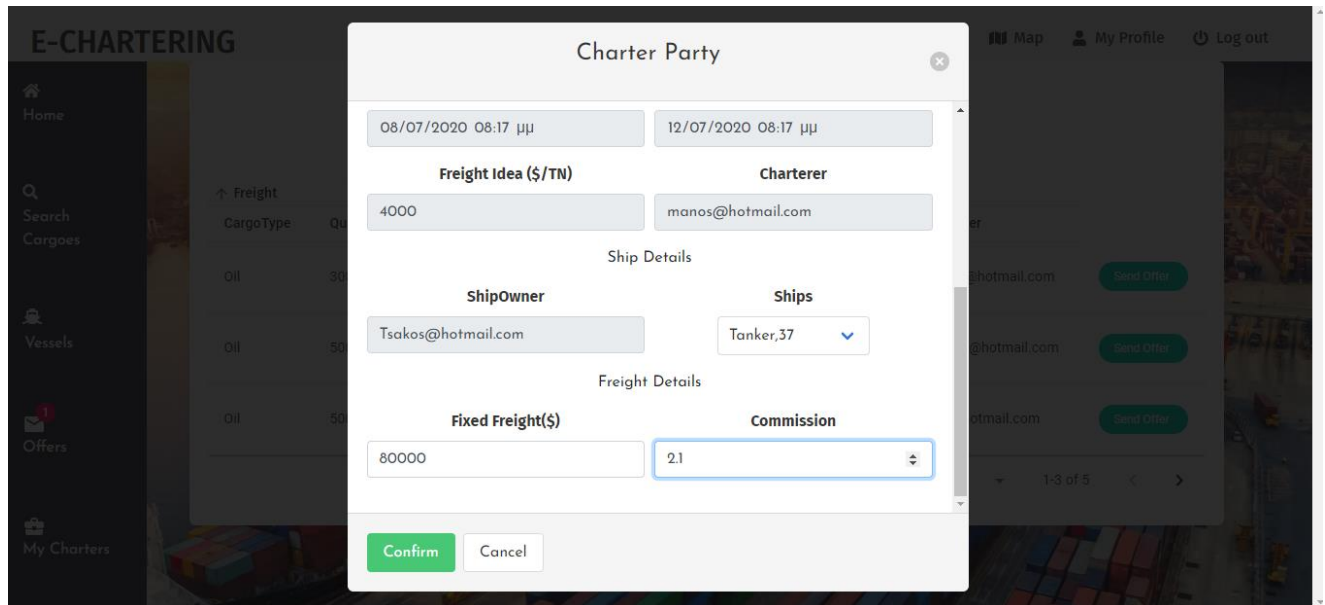 E-CHARTERING
Map
My Profile
Log out
Home
Search
Cargoes
Vessels
1
Offers
My Charters
Charter Party
08/07/2020 08:17 μμ
12/07/2020 08:17 μμ
Freight Idea ($/TN)
Charterer
4000
manos@hotmail.com
Ship Details
ShipOwner
Ships
Tsakos@hotmail.com
Tanker,37
Freight Details
Fixed Freight($)
Commission
80000
2.1
Confirm
Cancel
Freight
CargoType
Oil
Send Offer
Oil
Send Offer
Oil
Send Offer
1-3 of 5